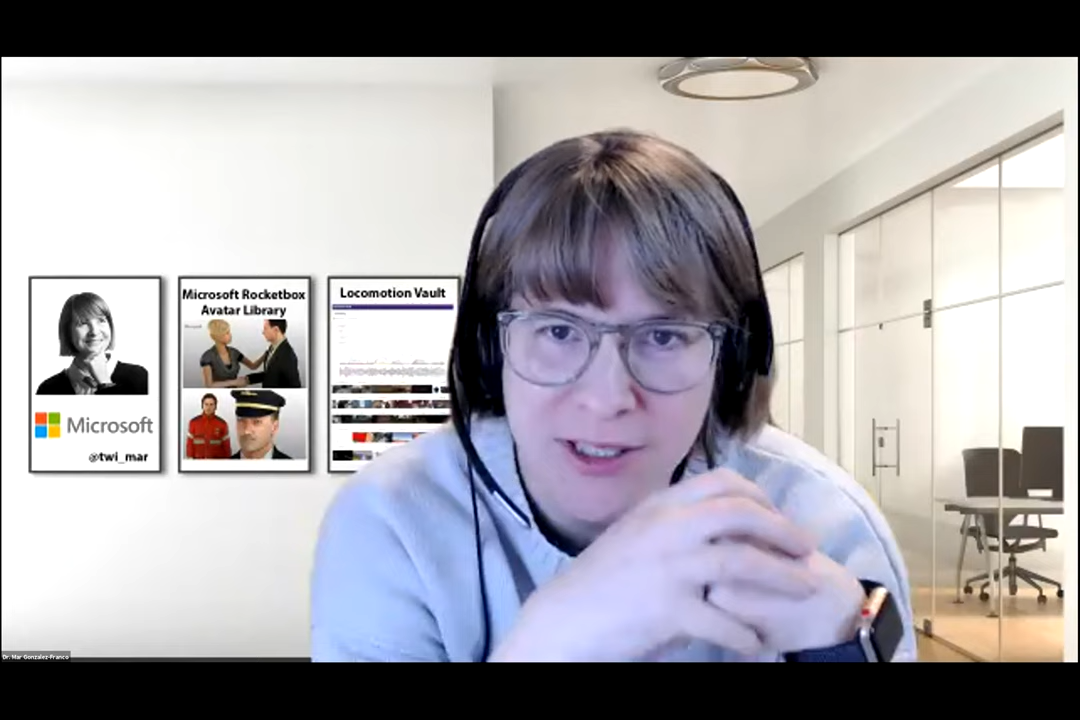 Microsoft
@twi_mar
Microsoft Rocketbox
Avatar Library
Locomotion Vault
Dr. Mar Gonzalez-Franco